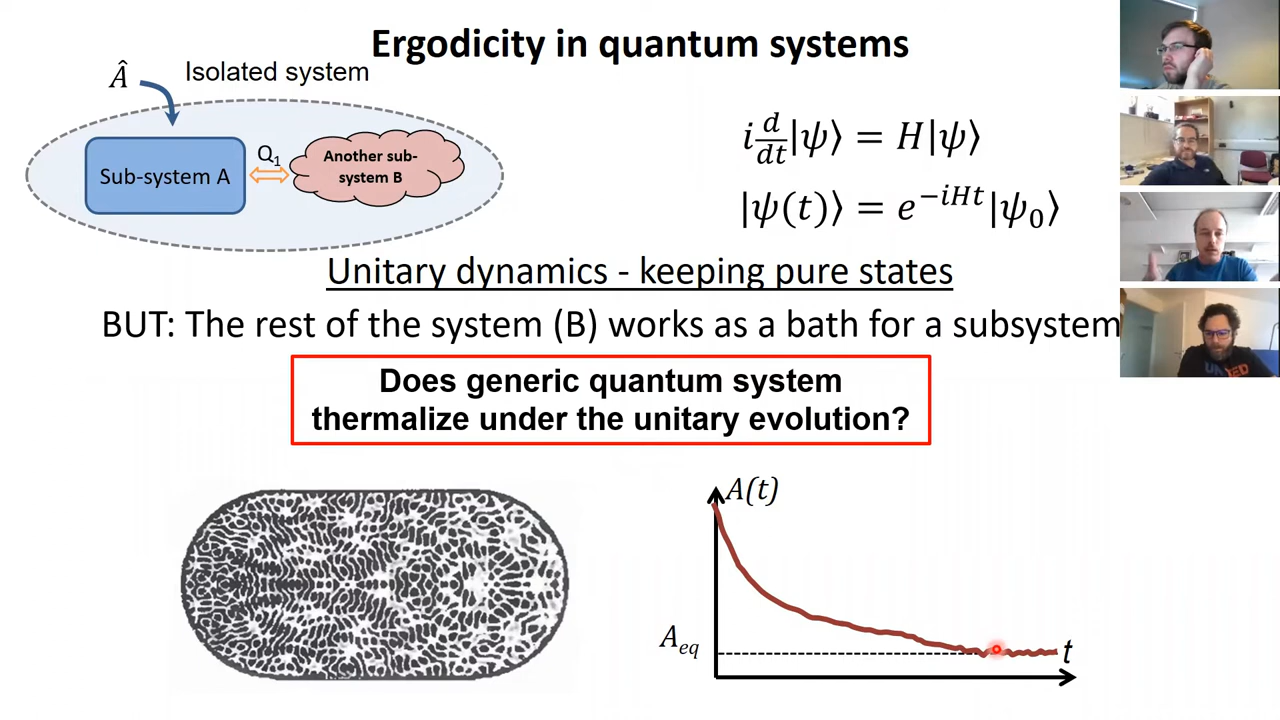 Ergodicity in quantum systems
Â
Isolated system
Sub-system A
Q₁
Another sub-
system B
i d/dt|ψ⟩ = H|ψ⟩
|ψ(t)⟩ = e^{−iHt}|ψ₀⟩
Unitary dynamics - keeping pure states
BUT: The rest of the system (B) works as a bath for a subsystem
Does generic quantum system
thermalize under the unitary evolution?
A(t)
A_{eq}
t